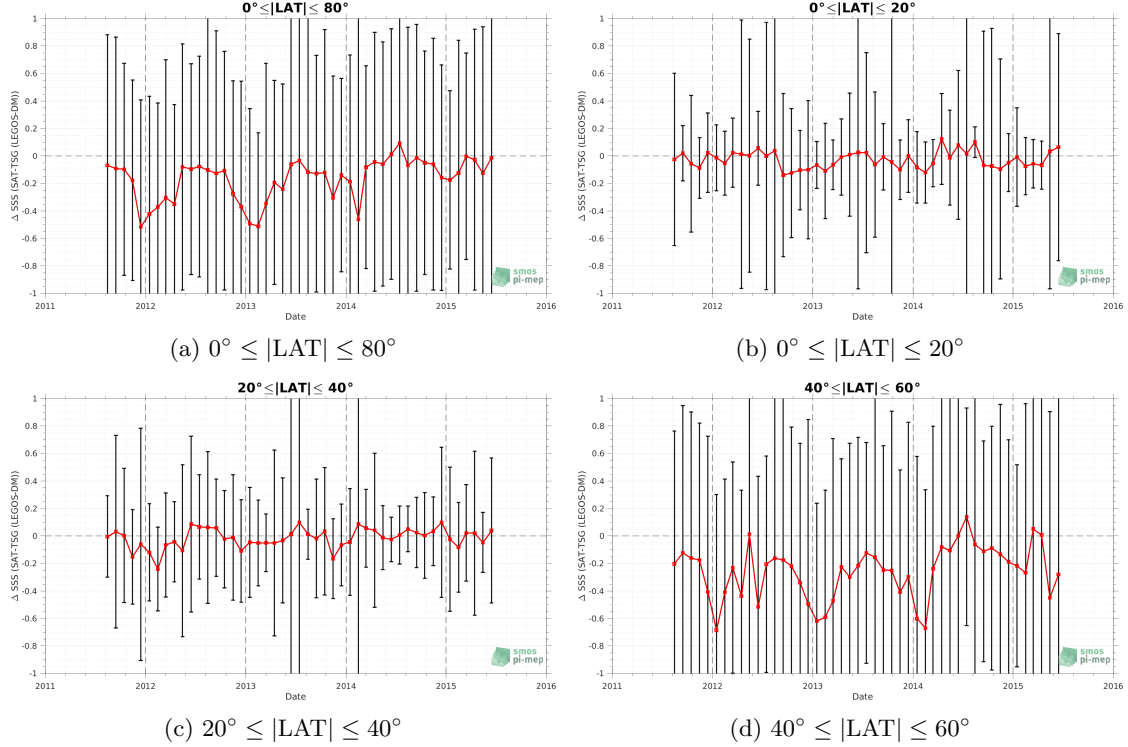 0°≤|LAT|≤ 80°
Δ SSS (SAT-TSG (LEGOS-DM))
1
0.8
0.6
0.4
0.2
0
-0.2
-0.4
-0.6
-0.8
-1
2011 2012 2013 2014 2015 2016
Date
smos
pi-mep
(a) 0° ≤ |LAT| ≤ 80°
0°≤|LAT|≤ 20°
Δ SSS (SAT-TSG (LEGOS-DM))
1
0.8
0.6
0.4
0.2
0
-0.2
-0.4
-0.6
-0.8
-1
2011 2012 2013 2014 2015 2016
Date
smos
pi-mep
(b) 0° ≤ |LAT| ≤ 20°
20°≤|LAT|≤ 40°
Δ SSS (SAT-TSG (LEGOS-DM))
1
0.8
0.6
0.4
0.2
0
-0.2
-0.4
-0.6
-0.8
-1
2011 2012 2013 2014 2015 2016
Date
smos
pi-mep
(c) 20° ≤ |LAT| ≤ 40°
40°≤|LAT|≤ 60°
Δ SSS (SAT-TSG (LEGOS-DM))
1
0.8
0.6
0.4
0.2
0
-0.2
-0.4
-0.6
-0.8
-1
2011 2012 2013 2014 2015 2016
Date
smos
pi-mep
(d) 40° ≤ |LAT| ≤ 60°